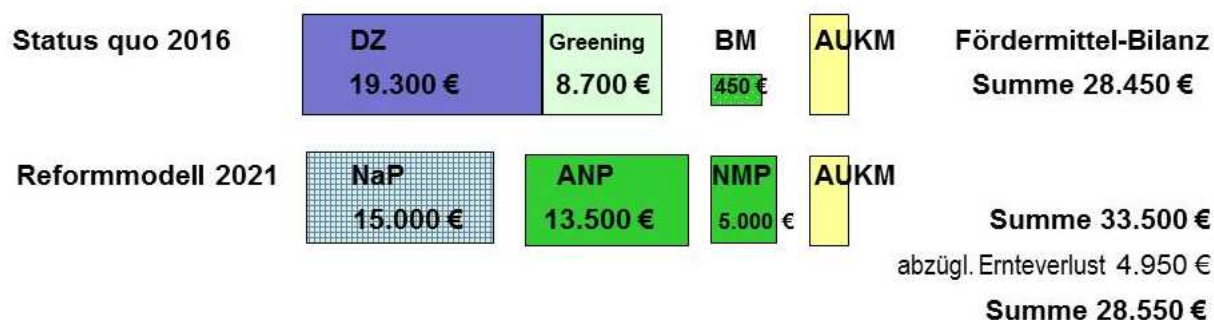 Status quo 2016 DZ Greening BM AUKM Fördermittel-Bilanz
19.300 € 8.700 € 450 € Summe 28.450 €
Reformmodell 2021 NaP ANP NMP AUKM
15.000 € 13.500 € 5.000 € Summe 33.500 €
abzügl. Ernteverlust 4.950 €
Summe 28.550 €